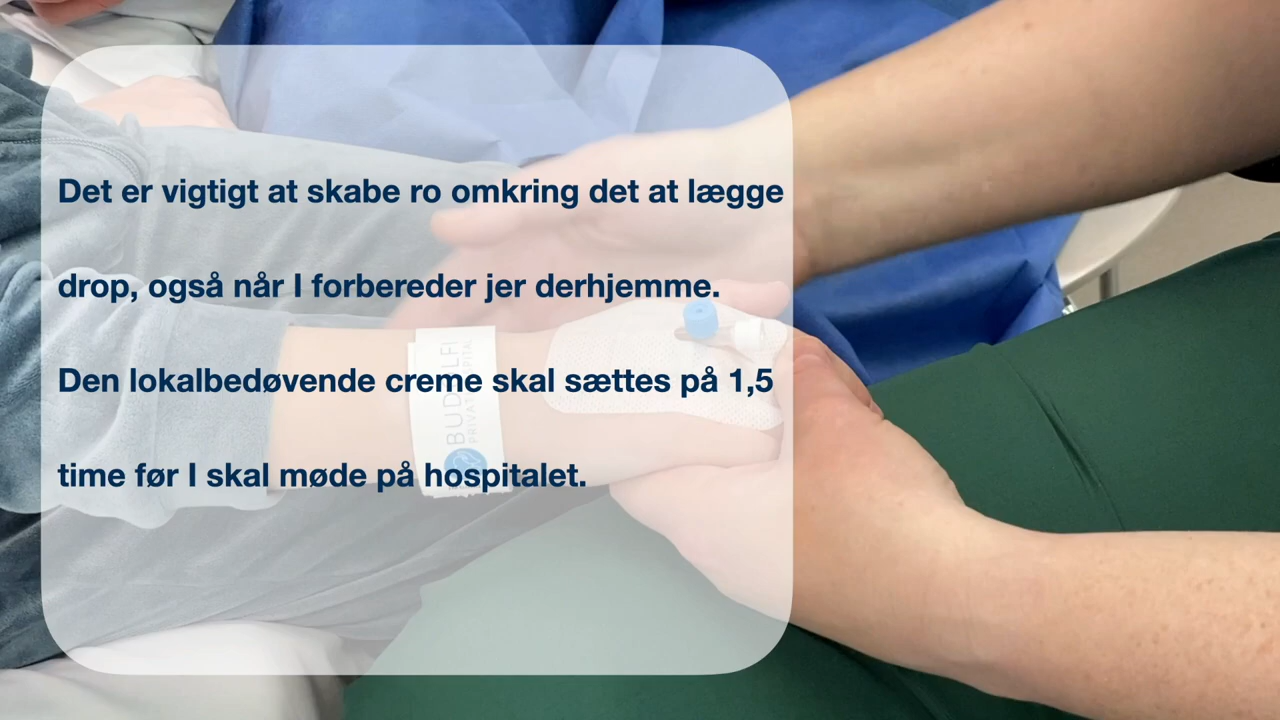 Det er vigtigt at skabe ro omkring det at lægge
drop, også når I forbereder jer derhjemme.
Den lokalbedøvende creme skal sættes på 1,5
time før I skal møde på hospitalet.